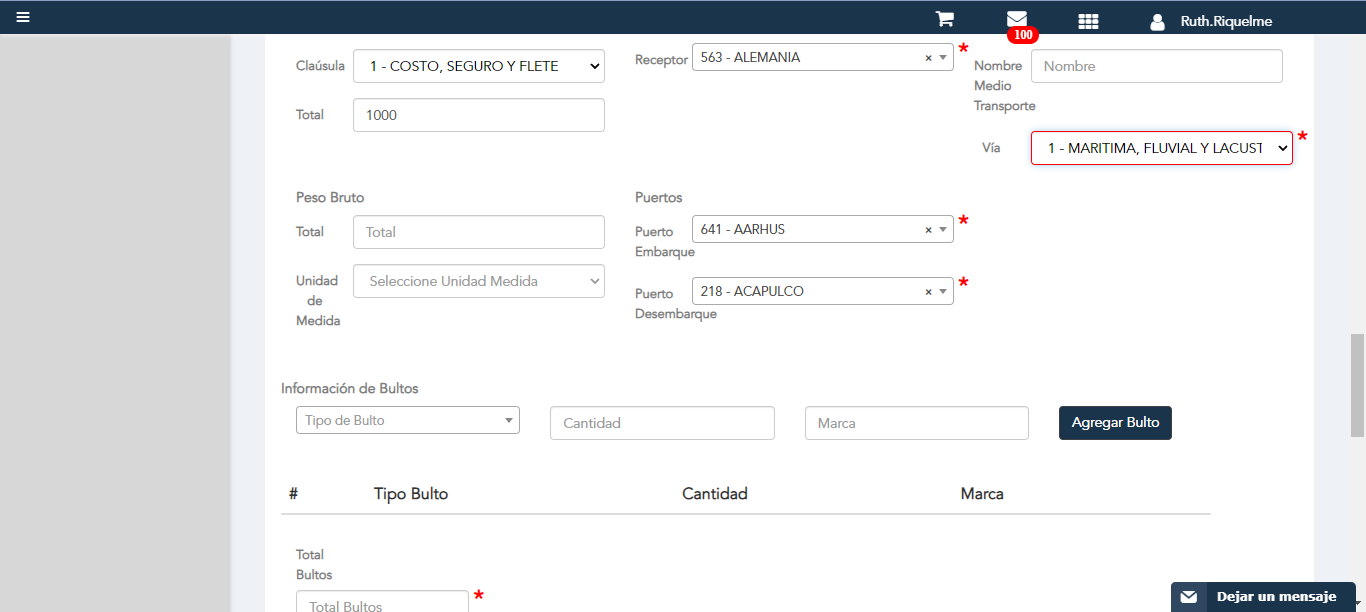 100
Ruth.Riquelme
Claúsula
1 - COSTO, SEGURO Y FLETE
Receptor
563 - ALEMANIA
× *
Nombre
Medio
Transporte
Nombre
Total
1000
Vía
1 - MARITIMA, FLUVIAL Y LACUST
*
Peso Bruto
Puertos
Total
Total
Puerto
Embarque
641 - AARHUS
× *
Unidad
de
Medida
Seleccione Unidad Medida
Puerto
Desembarque
218 - ACAPULCO
× *
Información de Bultos
Tipo de Bulto
Cantidad
Marca
Agregar Bulto
# Tipo Bulto Cantidad Marca
Total
Bultos
Total Bultos
*
Dejar un mensaje